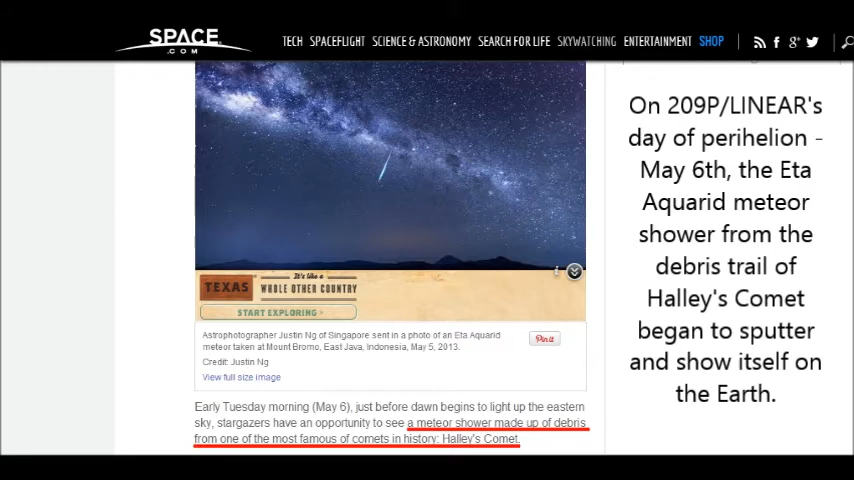 SPACE
.COM
TECH SPACEFLIGHT SCIENCE & ASTRONOMY SEARCH FOR LIFE SKYWATCHING ENTERTAINMENT SHOP
On 209P/LINEAR's
day of perihelion -
May 6th, the Eta
Aquarid meteor
shower from the
debris trail of
Halley's Comet
began to sputter
and show itself on
the Earth.
TEXAS
It's like a
WHOLE OTHER COUNTRY
START EXPLORING >
Astrophotographer Justin Ng of Singapore sent in a photo of an Eta Aquarid
meteor taken at Mount Bromo, East Java, Indonesia, May 5, 2013.
Credit: Justin Ng
View full size image
Pin it
Early Tuesday morning (May 6), just before dawn begins to light up the eastern
sky, stargazers have an opportunity to see a meteor shower made up of debris
from one of the most famous of comets in history: Halley's Comet.